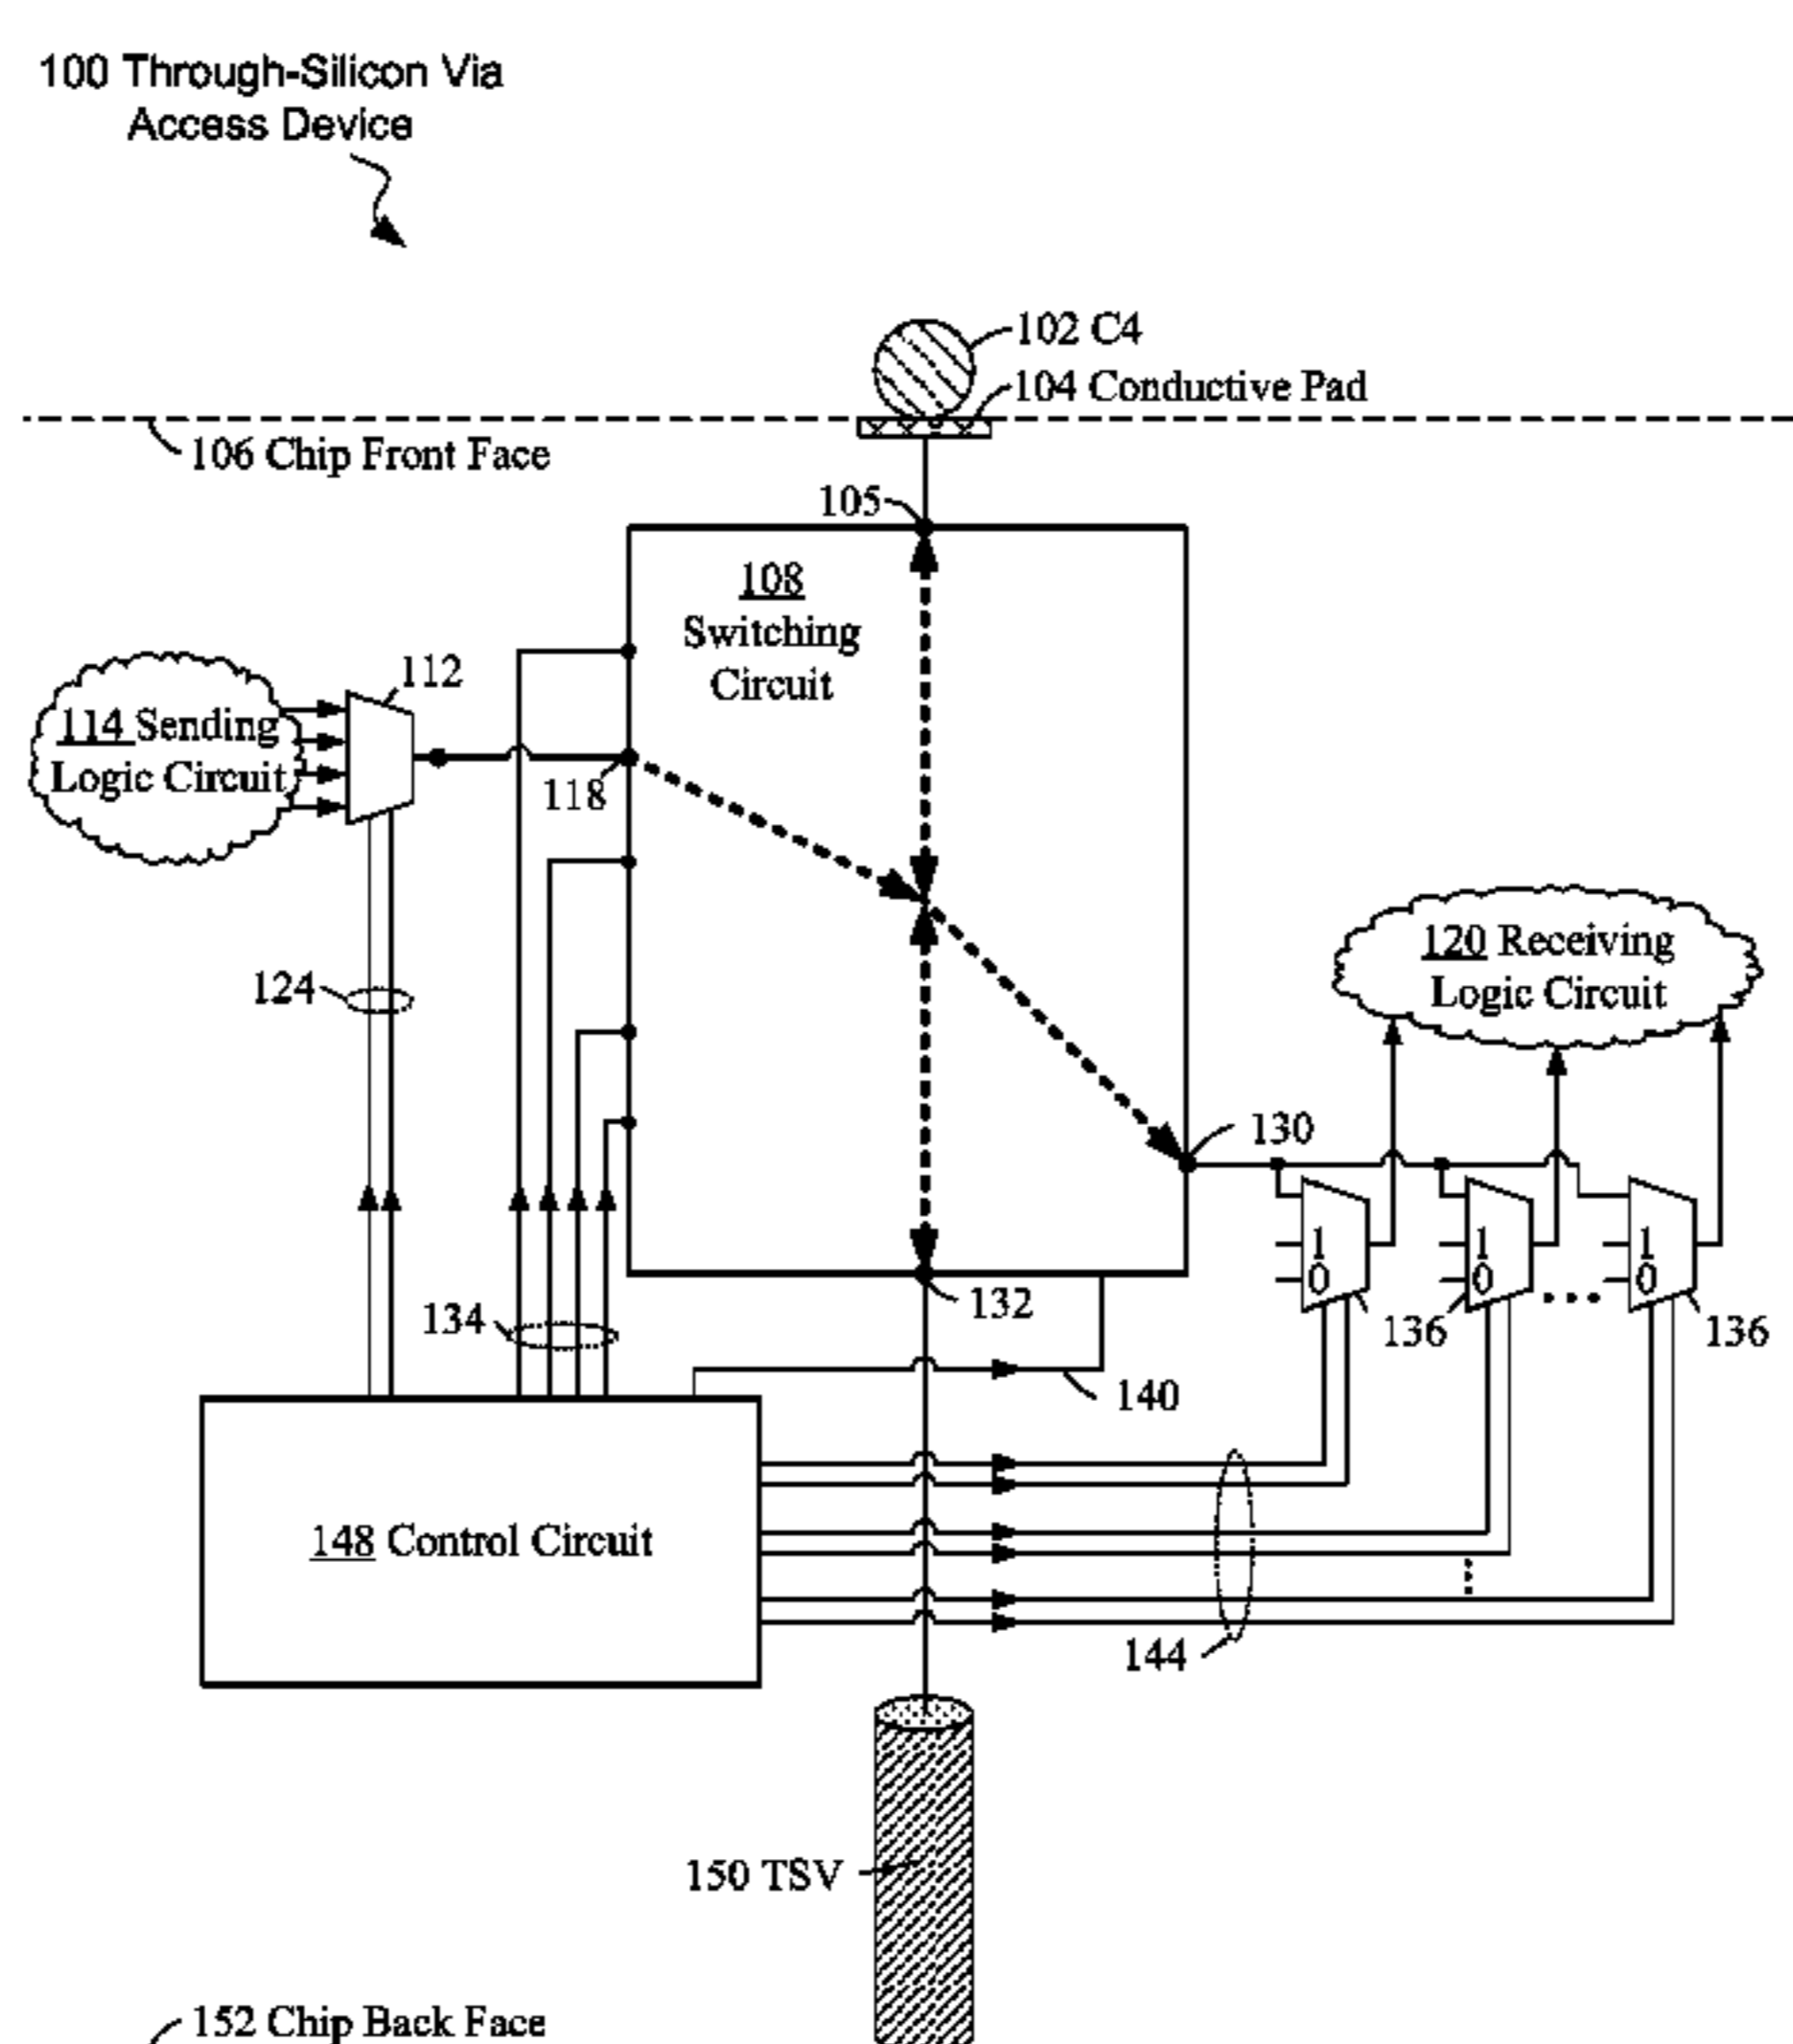 100 Through-Silicon Via
Access Device
102 C4
104 Conductive Pad
106 Chip Front Face
105
108
Switching
Circuit
112
114 Sending
Logic Circuit
118
120 Receiving
Logic Circuit
124
130
132
134
1
0
1
0
1
0
136
136
140
148 Control Circuit
144
150 TSV
152 Chip Back Face